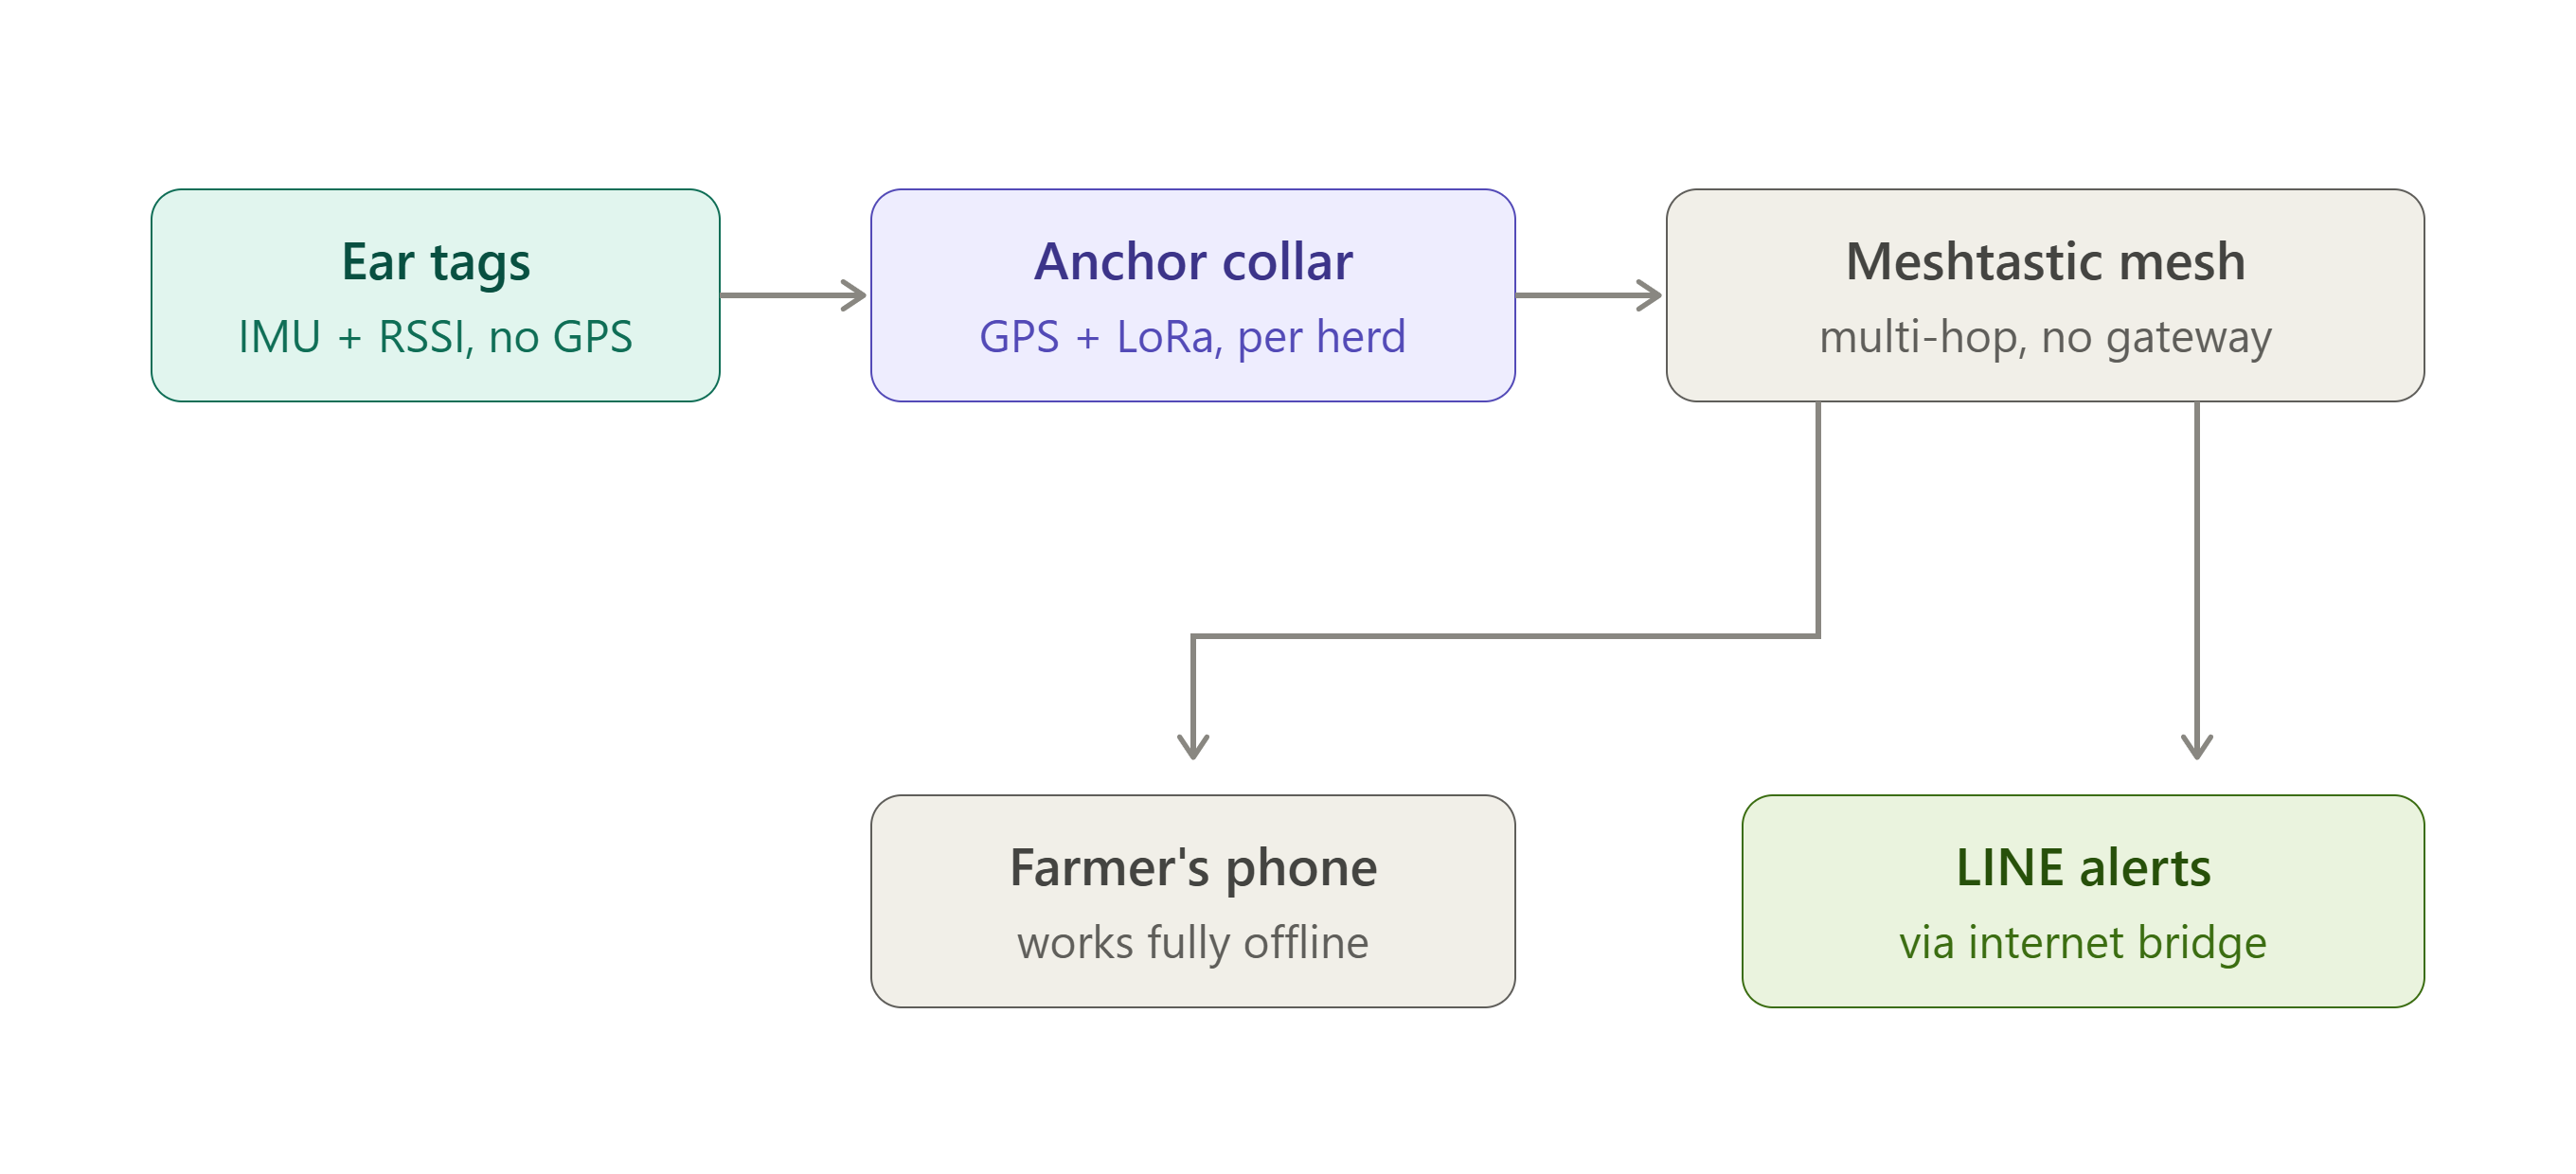 Ear tags
IMU + RSSI, no GPS
Anchor collar
GPS + LoRa, per herd
Meshtastic mesh
multi-hop, no gateway
Farmer's phone
works fully offline
LINE alerts
via internet bridge